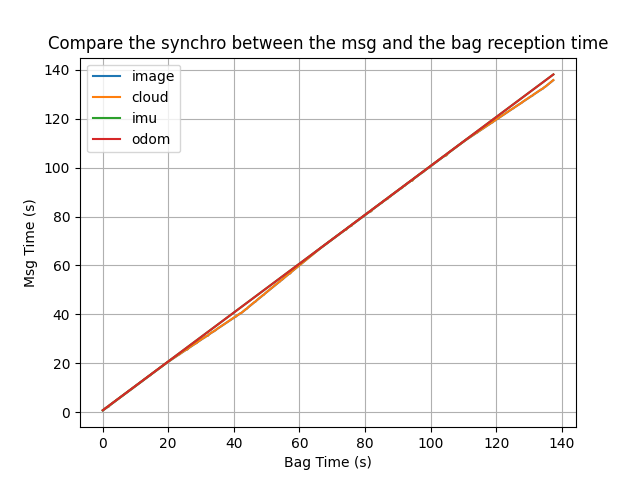 Compare the synchro between the msg and the bag reception time
image
cloud
imu
odom
Msg Time (s)
140
120
100
80
60
40
20
0
0 20 40 60 80 100 120 140
Bag Time (s)